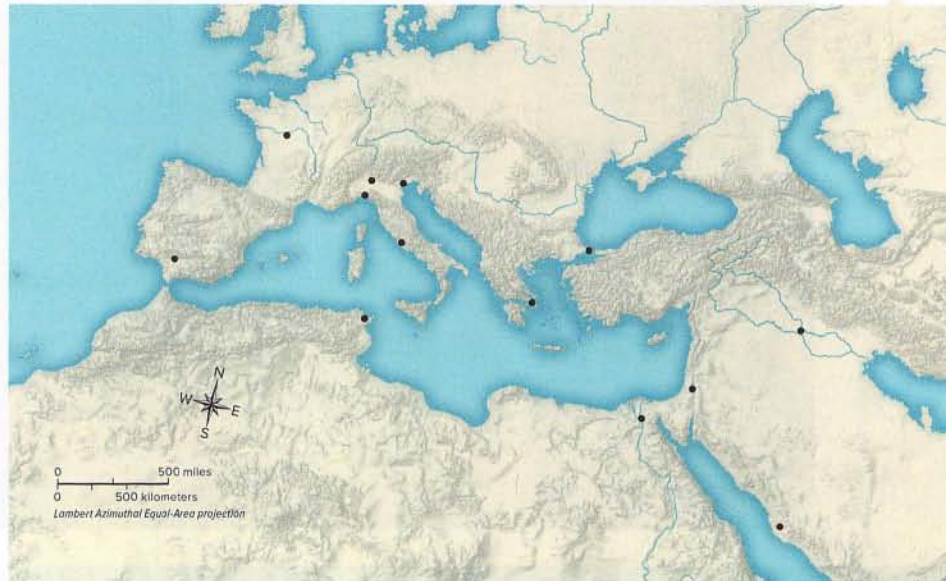 N
W E
S
0 500 miles
0 500 kilometers
Lambert Azimuthal Equal-Area projection